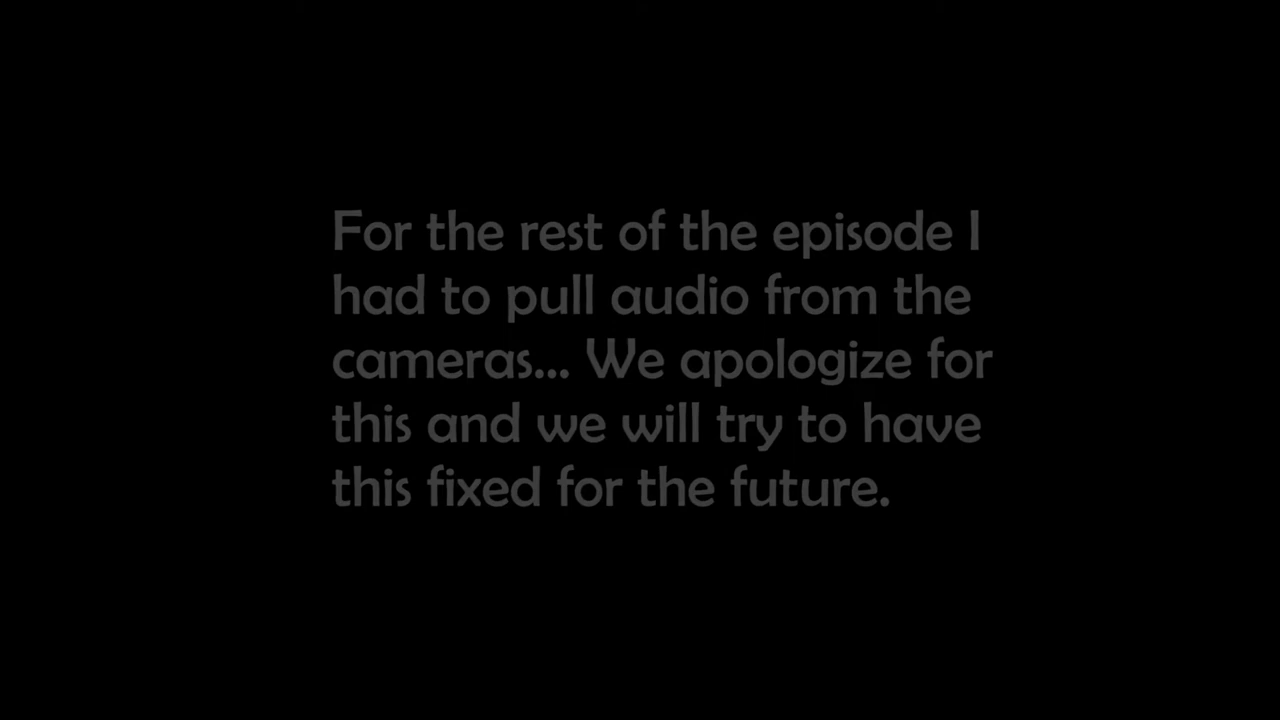 For the rest of the episode I
had to pull audio from the
cameras... We apologize for
this and we will try to have
this fixed for the future.